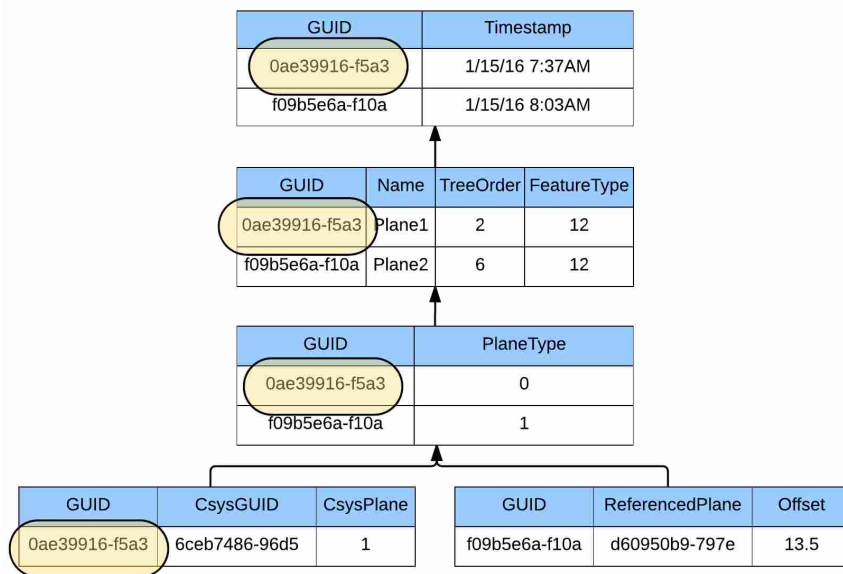 GUID Timestamp
0ae39916-f5a3 1/15/16 7:37AM
f09b5e6a-f10a 1/15/16 8:03AM
GUID Name TreeOrder FeatureType
0ae39916-f5a3 Plane1 2 12
f09b5e6a-f10a Plane2 6 12
GUID PlaneType
0ae39916-f5a3 0
f09b5e6a-f10a 1
GUID CsysGUID CsysPlane
0ae39916-f5a3 6ceb7486-96d5 1
GUID ReferencedPlane Offset
f09b5e6a-f10a d60950b9-797e 13.5